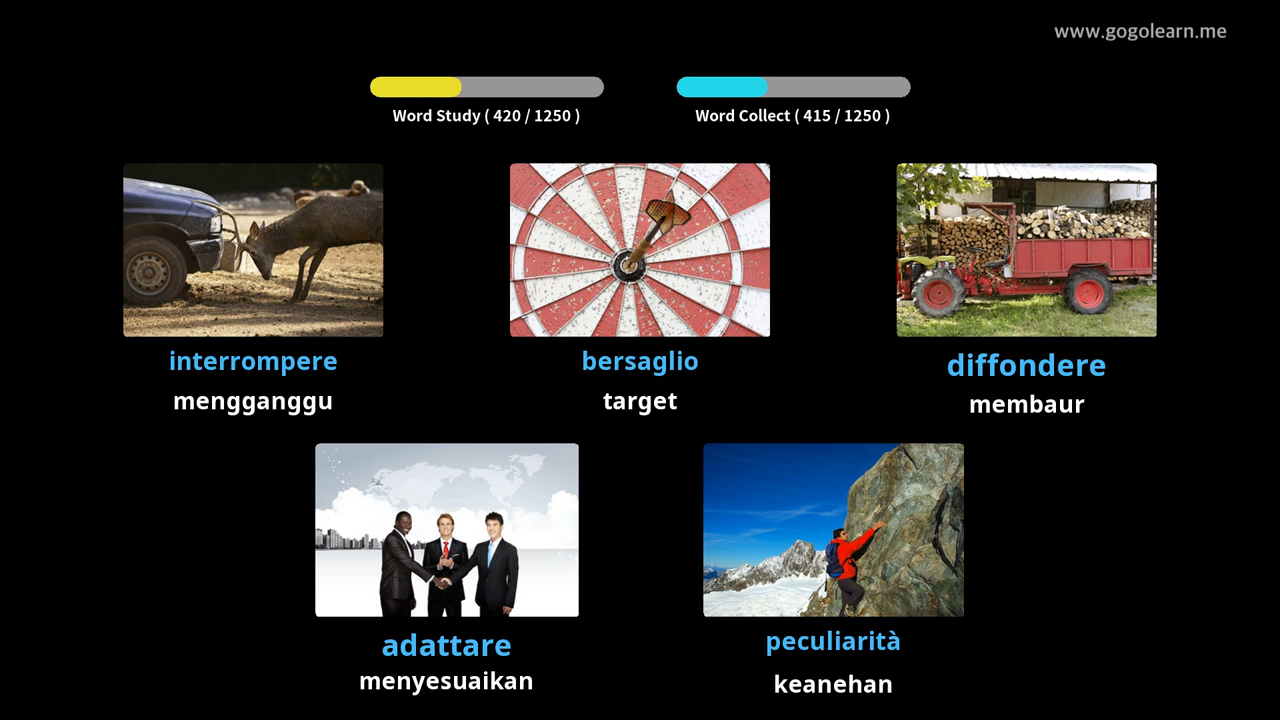 www.gogolearn.me
Word Study ( 420 / 1250 )
Word Collect ( 415 / 1250 )
interrompere
mengganggu
bersaglio
target
diffondere
membaur
adattare
menyesuaikan
peculiarità
keanehan